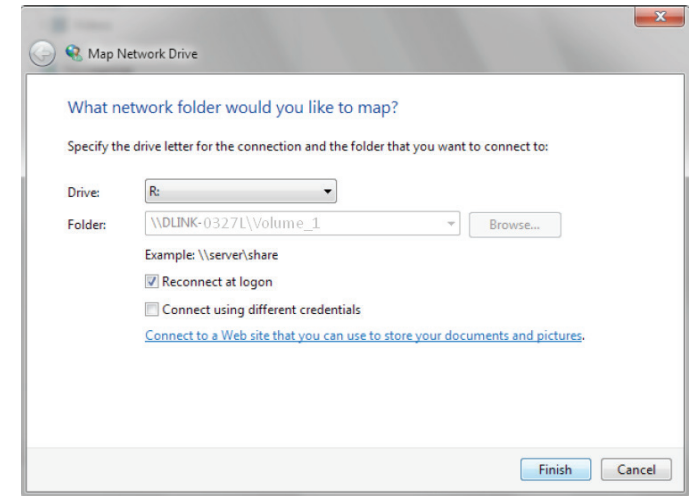 Map Network Drive
What network folder would you like to map?
Specify the drive letter for the connection and the folder that you want to connect to:
Drive: R:
Folder: \\DLINK-0327L\Volume_1 Browse...
Example: \\server\share
Reconnect at logon
Connect using different credentials
Connect to a Web site that you can use to store your documents and pictures.
Finish Cancel